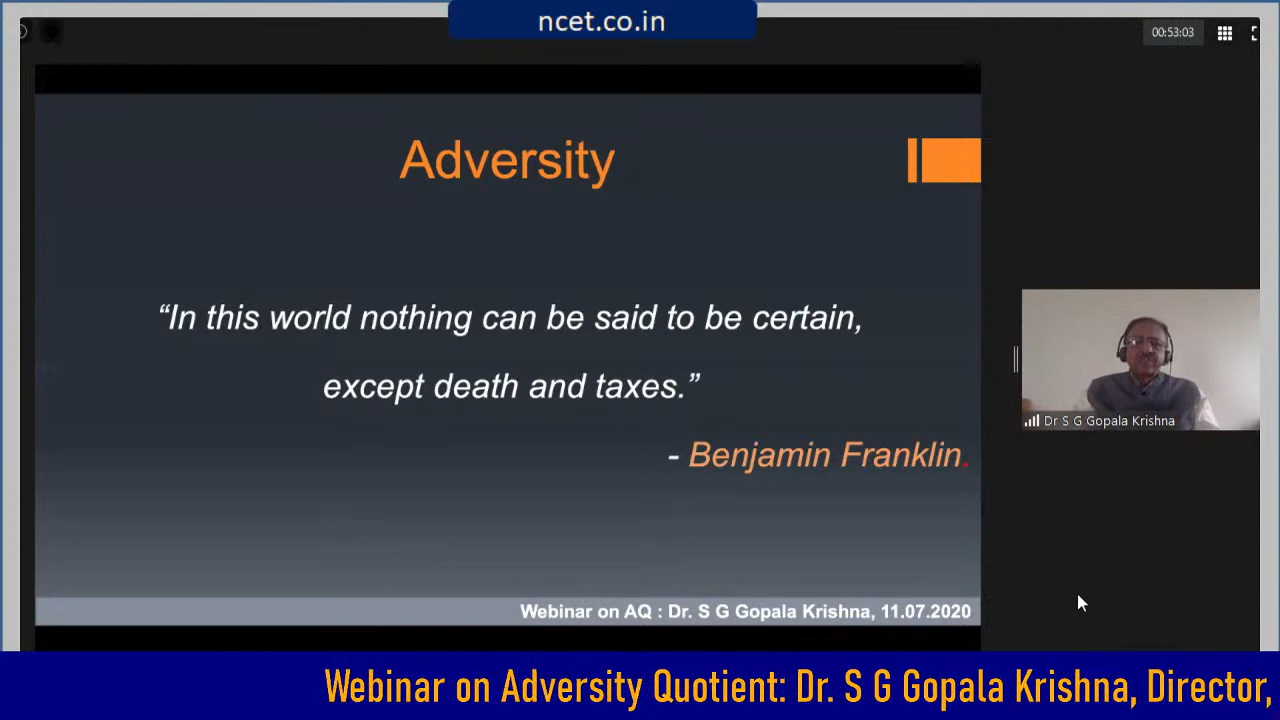 ncet.co.in
00:53:03
Adversity
“In this world nothing can be said to be certain,
except death and taxes.”
- Benjamin Franklin.
Dr S G Gopala Krishna
Webinar on AQ : Dr. S G Gopala Krishna, 11.07.2020
Webinar on Adversity Quotient: Dr. S G Gopala Krishna, Director,